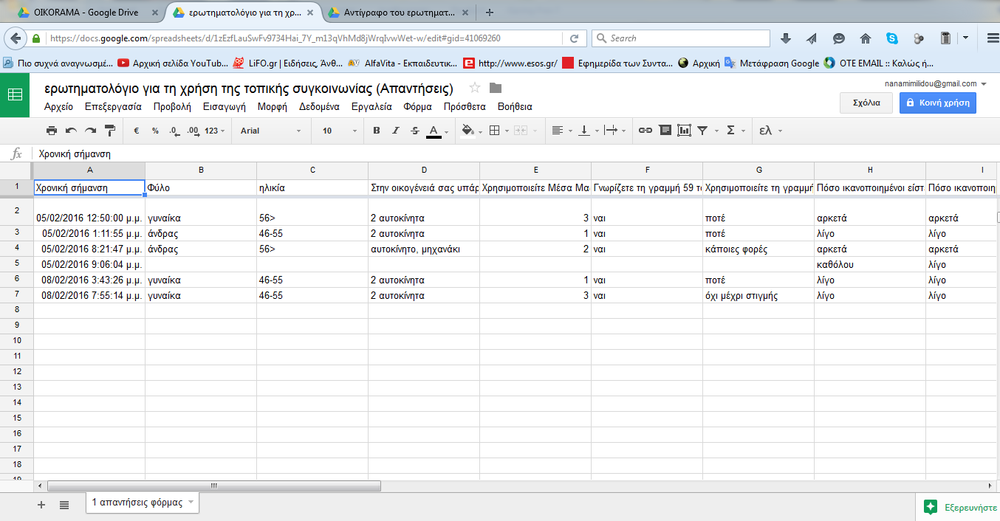 OIKORAMA - Google Drive
ερωτηματολόγιο για τη χρ...
Αντίγραφο του ερωτηματ...
https://docs.google.com/spreadsheets/d/1zEzfLauSwFv9734Hai_7Y_m13qVhMd8jWrqIvwWet-w/edit#gid=41069260
Search
Πιο συχνά αναγνωσμέ... Αρχική σελίδα YouTub... LiFO.gr | Ειδήσεις, Άνθ... AlfaVita - Εκπαιδευτικ... http://www.esos.gr/ Εφημερίδα των Συντα... Αρχική Μετάφραση Google OTE EMAIL :: Καλώς ή...
ερωτηματολόγιο για τη χρήση της τοπικής συγκοινωνίας (Απαντήσεις)
nanamimilidou@gmail.com
Αρχείο Επεξεργασία Προβολή Εισαγωγή Μορφή Δεδομένα Εργαλεία Φόρμα Πρόσθετα Βοήθεια
Σχόλια
Κοινή χρήση
€ % .0 .00 123 Arial 10 B I S A Σ ελ
fx Χρονική σήμανση
A B C D E F G H I
1 Χρονική σήμανση Φύλο ηλικία Στην οικογένειά σας υπάρ Χρησιμοποιείτε Μέσα Μα Γνωρίζετε τη γραμμή 59 το Χρησιμοποιείτε τη γραμμή Πόσο ικανοποιημένοι είστ Πόσο ικανοποιη
2 05/02/2016 12:50:00 μ.μ. γυναίκα 56> 2 αυτοκίνητα 3 ναι ποτέ αρκετά αρκετά
3 05/02/2016 1:11:55 μ.μ. άνδρας 46-55 2 αυτοκίνητα 1 ναι ποτέ λίγο λίγο
4 05/02/2016 8:21:47 μ.μ. άνδρας 56> αυτοκίνητο, μηχανάκι 2 ναι κάποιες φορές αρκετά αρκετά
5 05/02/2016 9:06:04 μ.μ. καθόλου λίγο
6 08/02/2016 3:43:26 μ.μ. γυναίκα 46-55 2 αυτοκίνητα 1 ναι ποτέ λίγο λίγο
7 08/02/2016 7:55:14 μ.μ. γυναίκα 46-55 2 αυτοκίνητα 3 ναι όχι μέχρι στιγμής λίγο λίγο
8
9
10
11
12
13
14
15
16
17
18
19
1 απαντήσεις φόρμας
Εξερευνήστε